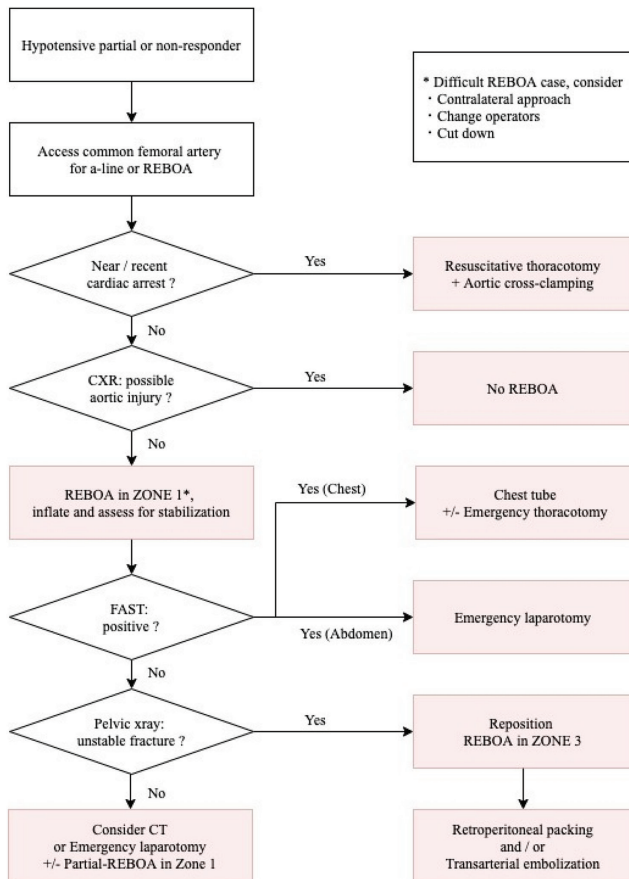 Hypotensive partial or non-responder
* Difficult REBOA case, consider
・Contralateral approach
・Change operators
・Cut down
Access common femoral artery
for a-line or REBOA
Near / recent
cardiac arrest ?
Yes
Resuscitative thoracotomy
+ Aortic cross-clamping
No
CXR: possible
aortic injury ?
Yes
No REBOA
No
REBOA in ZONE 1*,
inflate and assess for stabilization
Yes (Chest)
Chest tube
+/- Emergency thoracotomy
FAST:
positive ?
Yes (Abdomen)
Emergency laparotomy
No
Pelvic xray:
unstable fracture ?
Yes
Reposition
REBOA in ZONE 3
No
Consider CT
or Emergency laparotomy
+/- Partial-REBOA in Zone 1
Retroperitoneal packing
and / or
Transarterial embolization